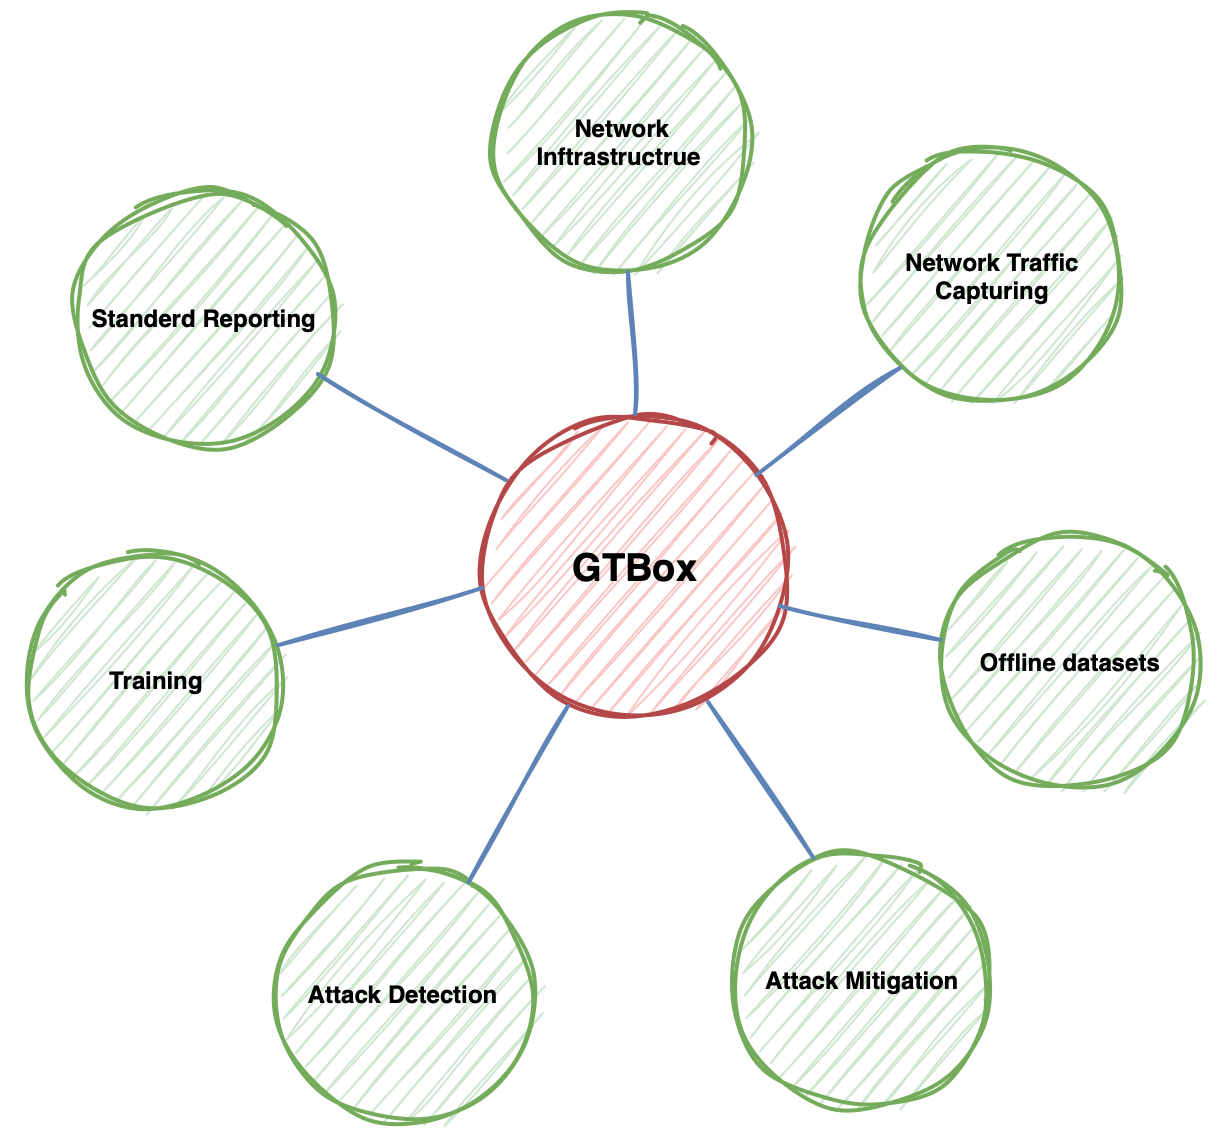 Network
Inftrastructrue
Network Traffic
Capturing
Standerd Reporting
GTBox
Offline datasets
Training
Attack Mitigation
Attack Detection